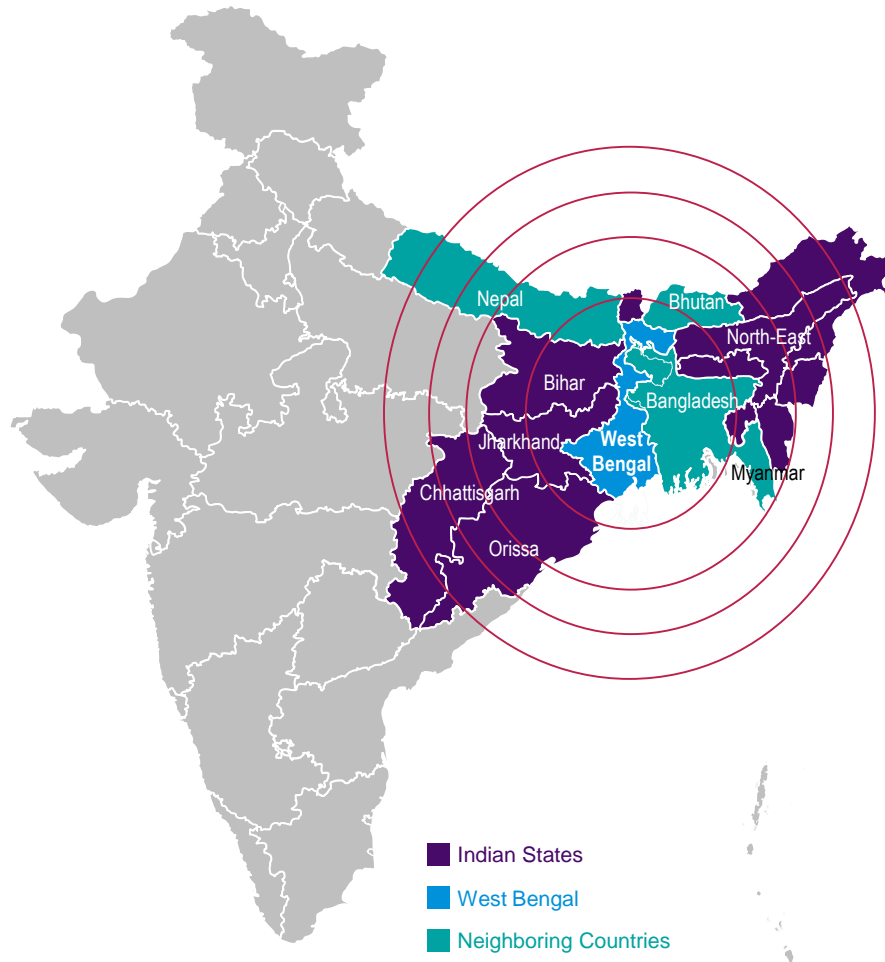 Nepal
Bhutan
North-East
Bihar
Bangladesh
Jharkhand
West
Bengal
Myanmar
Chhattisgarh
Orissa
Indian States
West Bengal
Neighboring Countries